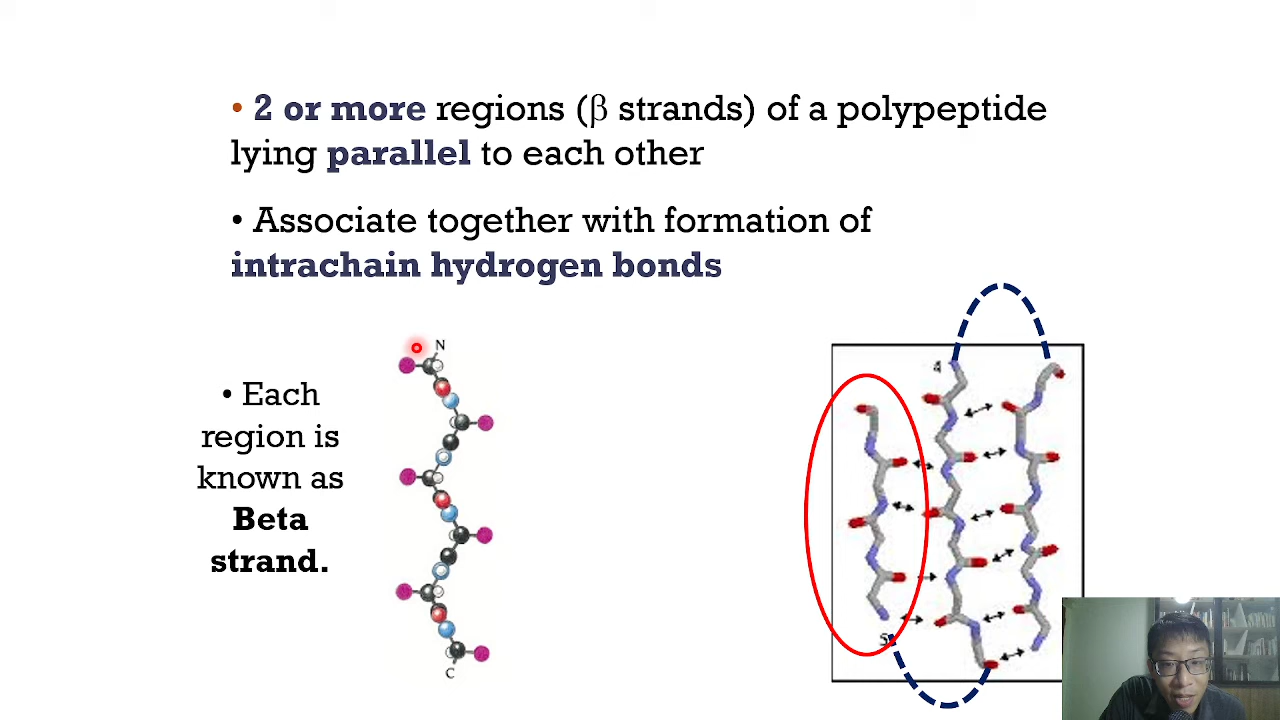 • 2 or more regions (β strands) of a polypeptide
lying parallel to each other
• Associate together with formation of
intrachain hydrogen bonds
• Each
region is
known as
Beta
strand.
N
C
4
5